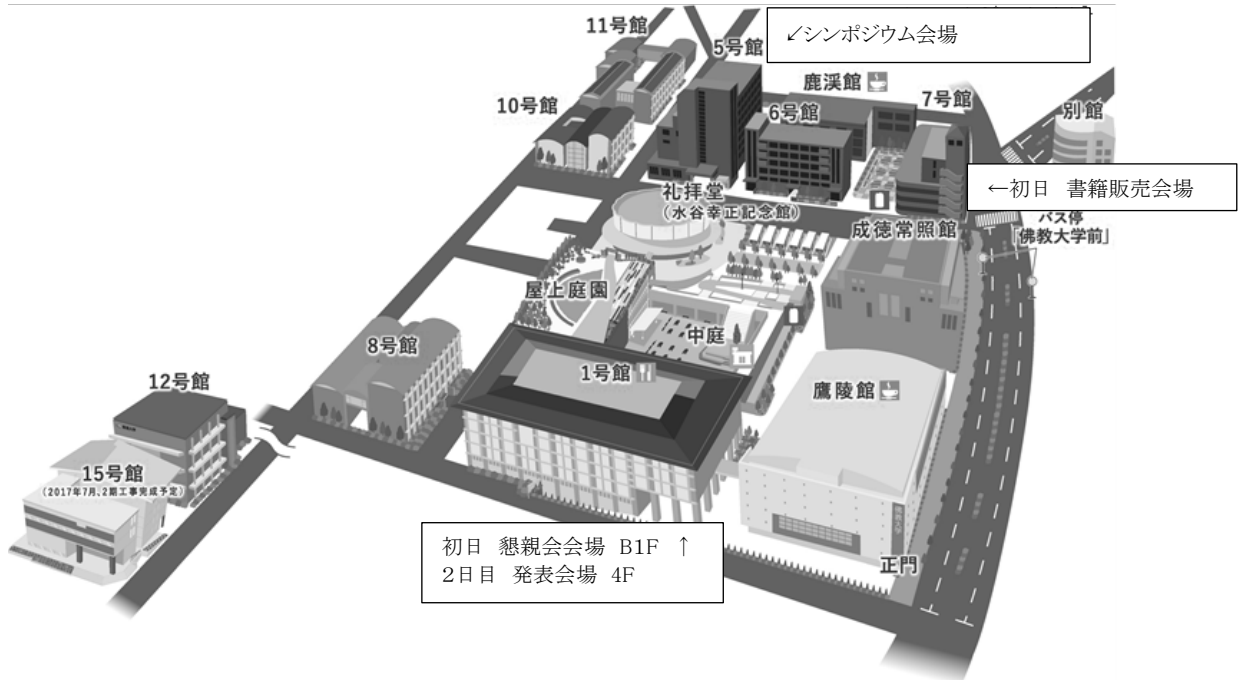 11号館
5号館
↙シンポジウム会場
鹿渓館
7号館
10号館
6号館
別館
礼拝堂
(水谷幸正記念館)
←初日 書籍販売会場
成徳常照館
バス停
「佛教大学前」
屋上庭園
中庭
8号館
1号館
12号館
鷹陵館
15号館
(2017年7月、2期工事完成予定)
佛教大学
初日 懇親会会場 B1F ↑
2日目 発表会場 4F
正門